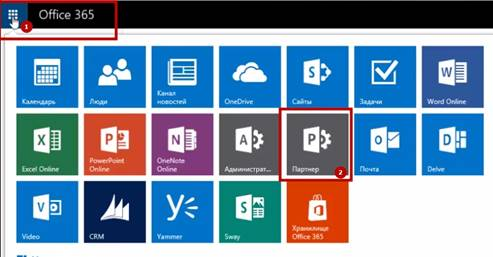 Office 365
1
Календарь
Люди
Канал
новостей
OneDrive
Сайты
Задачи
Word Online
Excel Online
PowerPoint
Online
OneNote
Online
Администрат...
Партнер
2
Почта
Delve
Video
CRM
Yammer
Sway
Хранилище
Office 365